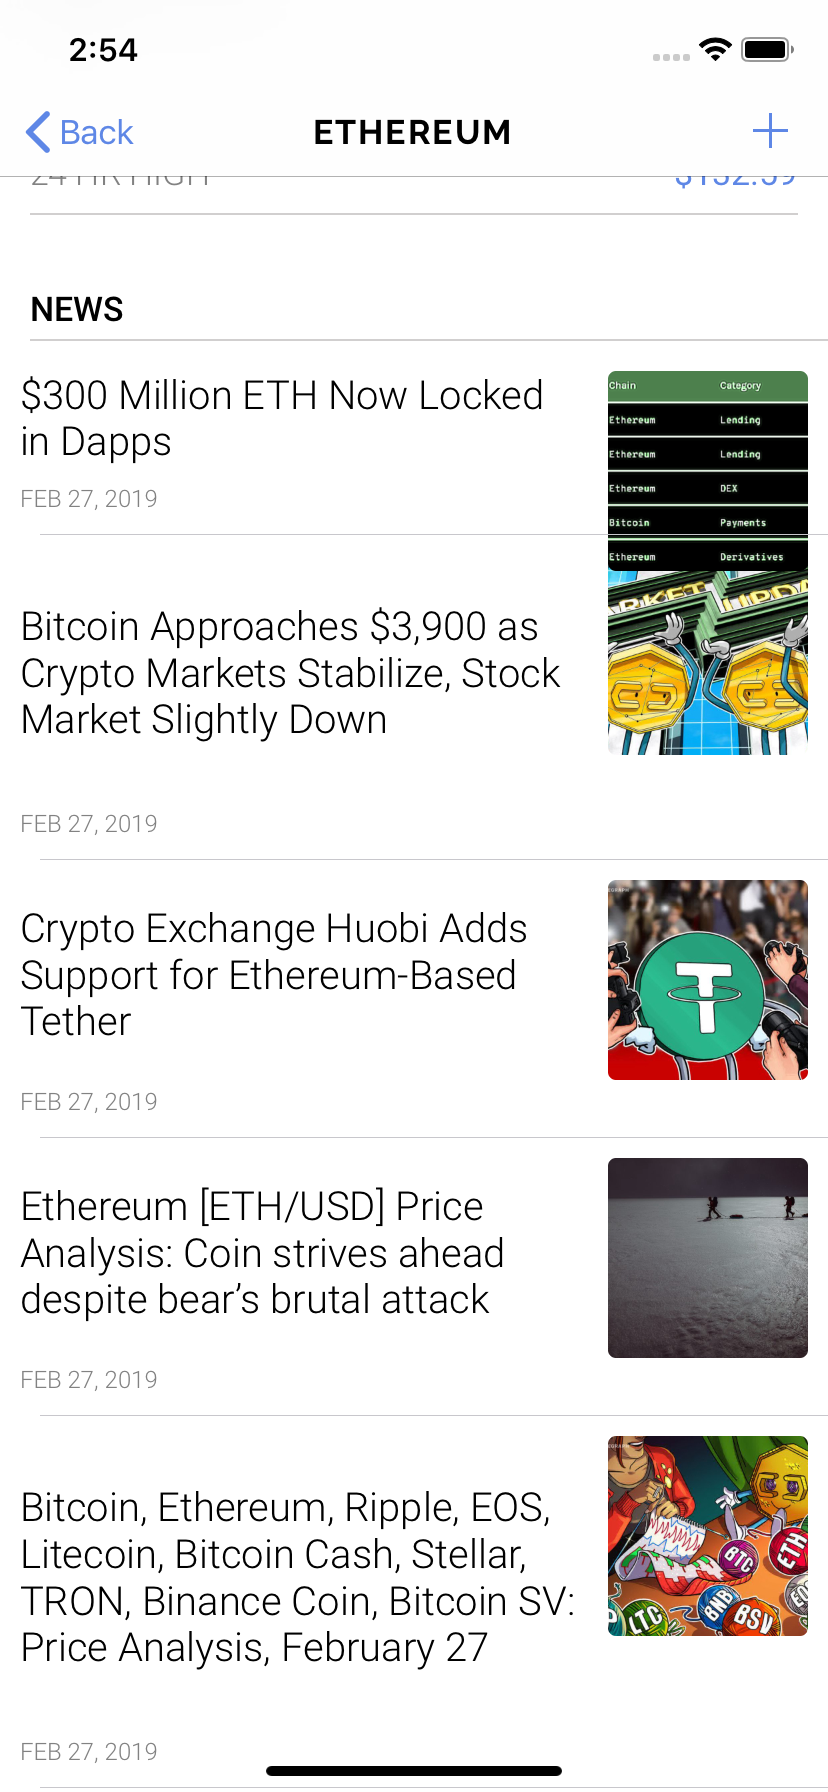 2:54
Back
ETHEREUM
24 HR HIGH
NEWS
$300 Million ETH Now Locked
in Dapps
FEB 27, 2019
Chain Category
Ethereum Lending
Ethereum Lending
Ethereum DEX
Bitcoin Payments
Ethereum Derivatives
Bitcoin Approaches $3,900 as
Crypto Markets Stabilize, Stock
Market Slightly Down
FEB 27, 2019
Crypto Exchange Huobi Adds
Support for Ethereum-Based
Tether
FEB 27, 2019
Ethereum [ETH/USD] Price
Analysis: Coin strives ahead
despite bear’s brutal attack
FEB 27, 2019
Bitcoin, Ethereum, Ripple, EOS,
Litecoin, Bitcoin Cash, Stellar,
TRON, Binance Coin, Bitcoin SV:
Price Analysis, February 27
BTC
ETH
LTC
BNB
BSV
FEB 27, 2019